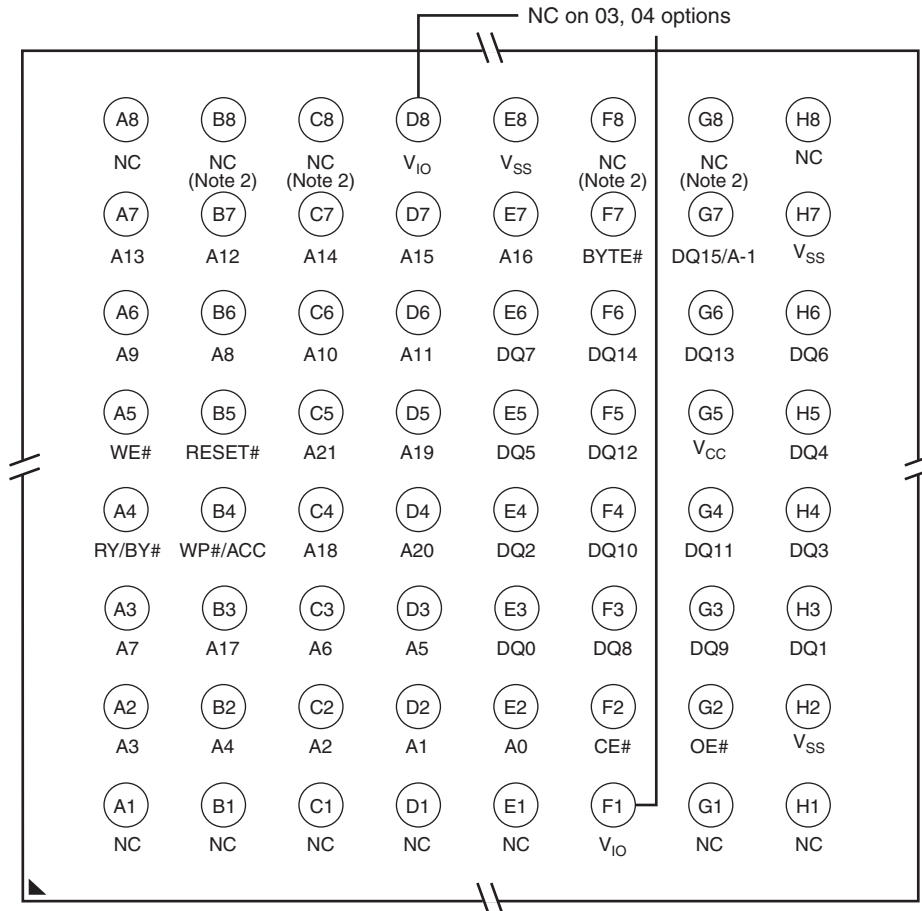 NC on 03, 04 options
A8 B8 C8 D8 E8 F8 G8 H8
NC NC NC V_IO V_SS NC NC NC
(Note 2) (Note 2) (Note 2) (Note 2)
A7 B7 C7 D7 E7 F7 G7 H7
A13 A12 A14 A15 A16 BYTE# DQ15/A-1 V_SS
A6 B6 C6 D6 E6 F6 G6 H6
A9 A8 A10 A11 DQ7 DQ14 DQ13 DQ6
A5 B5 C5 D5 E5 F5 G5 H5
WE# RESET# A21 A19 DQ5 DQ12 V_CC DQ4
A4 B4 C4 D4 E4 F4 G4 H4
RY/BY# WP#/ACC A18 A20 DQ2 DQ10 DQ11 DQ3
A3 B3 C3 D3 E3 F3 G3 H3
A7 A17 A6 A5 DQ0 DQ8 DQ9 DQ1
A2 B2 C2 D2 E2 F2 G2 H2
A3 A4 A2 A1 A0 CE# OE# V_SS
A1 B1 C1 D1 E1 F1 G1 H1
NC NC NC NC NC V_IO NC NC